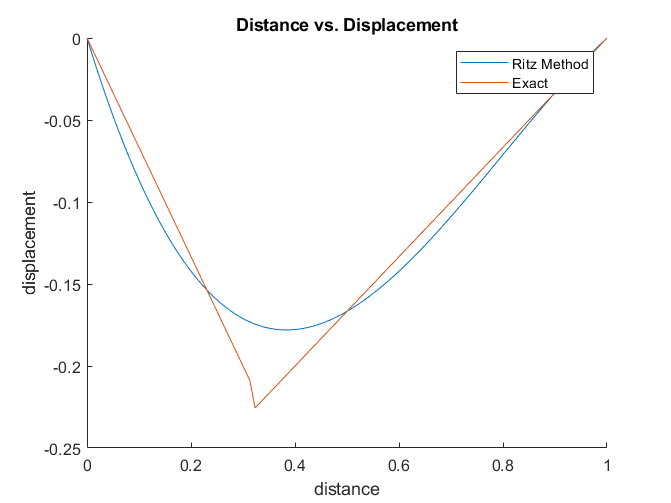 Distance vs. Displacement
Ritz Method
Exact
0
-0.05
-0.1
-0.15
-0.2
-0.25
displacement
0
0.2
0.4
0.6
0.8
1
distance